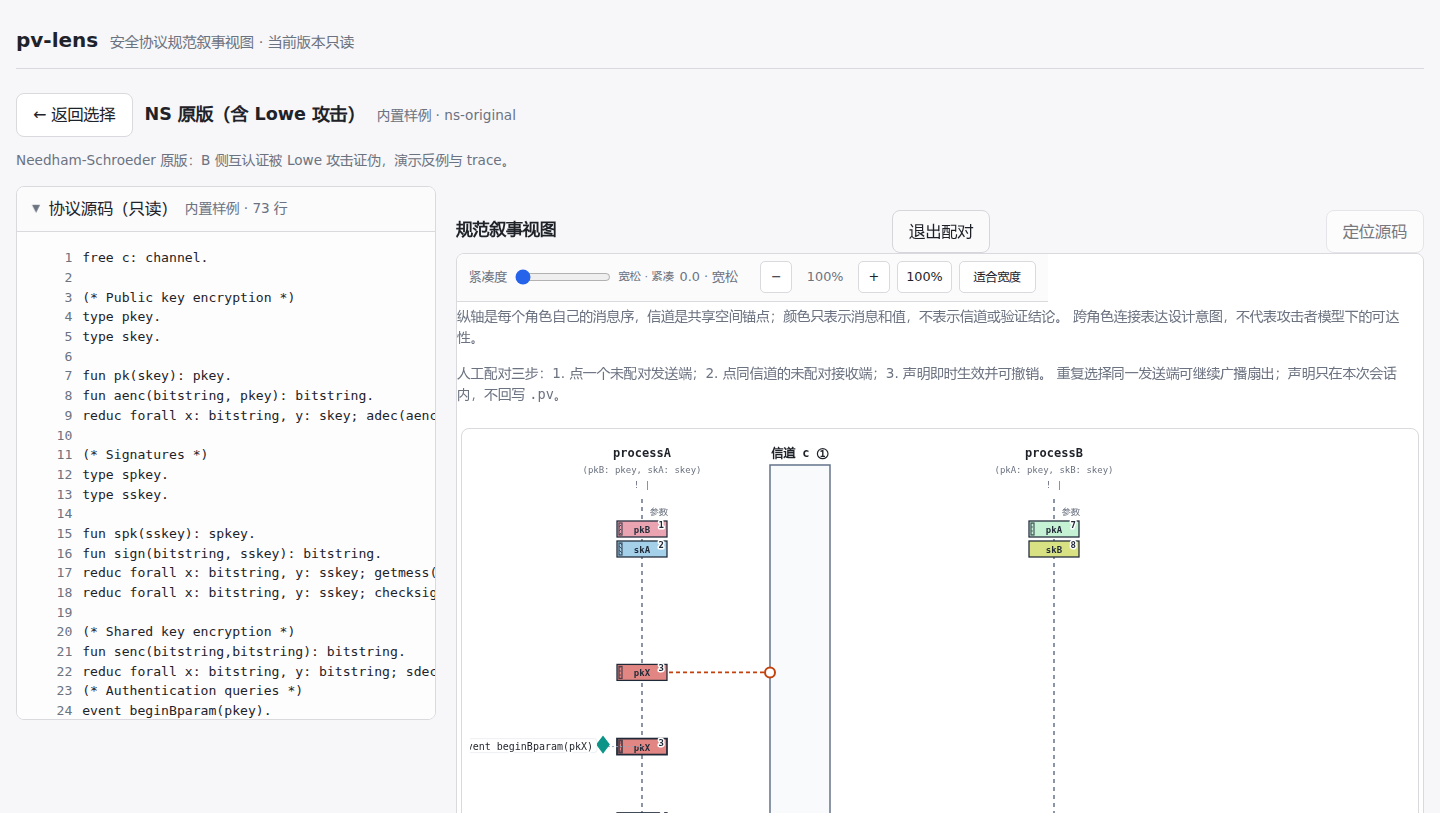 pv-lens 安全协议规范叙事视图 · 当前版本只读
← 返回选择 NS 原版（含 Lowe 攻击） 内置样例 · ns-original
Needham-Schroeder 原版：B 侧互认证被 Lowe 攻击证伪，演示反例与 trace。
▼ 协议源码（只读） 内置样例 · 73 行
1 free c: channel.
2
3 (* Public key encryption *)
4 type pkey.
5 type skey.
6
7 fun pk(skey): pkey.
8 fun aenc(bitstring, pkey): bitstring.
9 reduc forall x: bitstring, y: skey; adec(aenc
10
11 (* Signatures *)
12 type spkey.
13 type sskey.
14
15 fun spk(sskey): spkey.
16 fun sign(bitstring, sskey): bitstring.
17 reduc forall x: bitstring, y: sskey; getmess(
18 reduc forall x: bitstring, y: sskey; checksig
19
20 (* Shared key encryption *)
21 fun senc(bitstring,bitstring): bitstring.
22 reduc forall x: bitstring, y: bitstring; sdec
23 (* Authentication queries *)
24 event beginBparam(pkey).
规范叙事视图 退出配对 定位源码
紧凑度 宽松 · 紧凑 0.0 · 宽松 − 100% + 100% 适合宽度
纵轴是每个角色自己的消息序，信道是共享空间锚点；颜色只表示消息和值，不表示信道或验证结论。 跨角色连接表达设计意图，不代表攻击者模型下的可达
性。
人工配对三步：1. 点一个未配对发送端；2. 点同信道的未配对接收端；3. 声明即时生效并可撤销。 重复选择同一发送端可继续广播扇出；声明只在本次会话
内，不回写 .pv。
processA 信道 c ① processB
(pkB: pkey, skA: skey) (pkA: pkey, skB: skey)
! | ! |
参数 参数
pkB 1 pkA 7
skA 2 skB 8
pkX 3
vent beginBparam(pkX) pkX 3